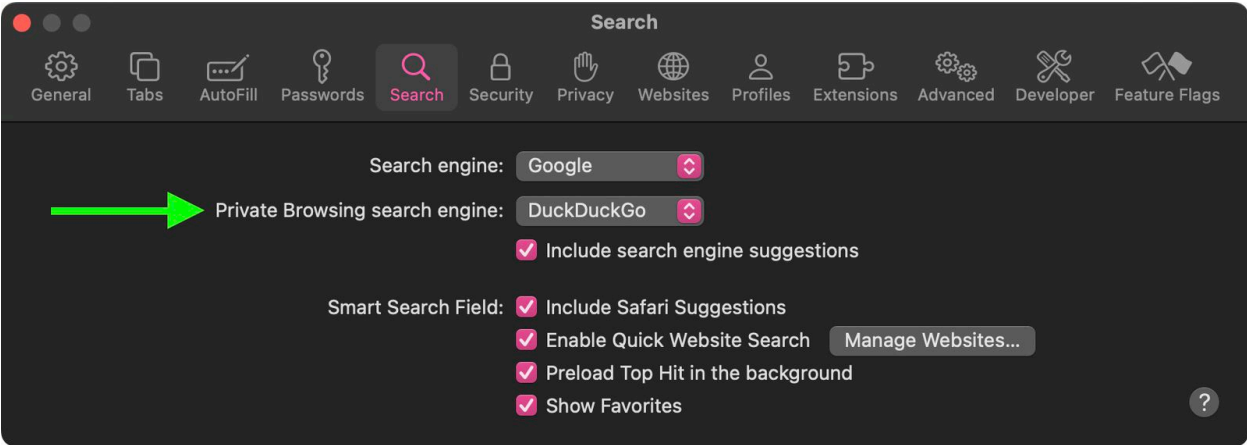 Search
General Tabs AutoFill Passwords Search Security Privacy Websites Profiles Extensions Advanced Developer Feature Flags
Search engine: Google
Private Browsing search engine: DuckDuckGo
Include search engine suggestions
Smart Search Field: Include Safari Suggestions
Enable Quick Website Search Manage Websites...
Preload Top Hit in the background
Show Favorites
?